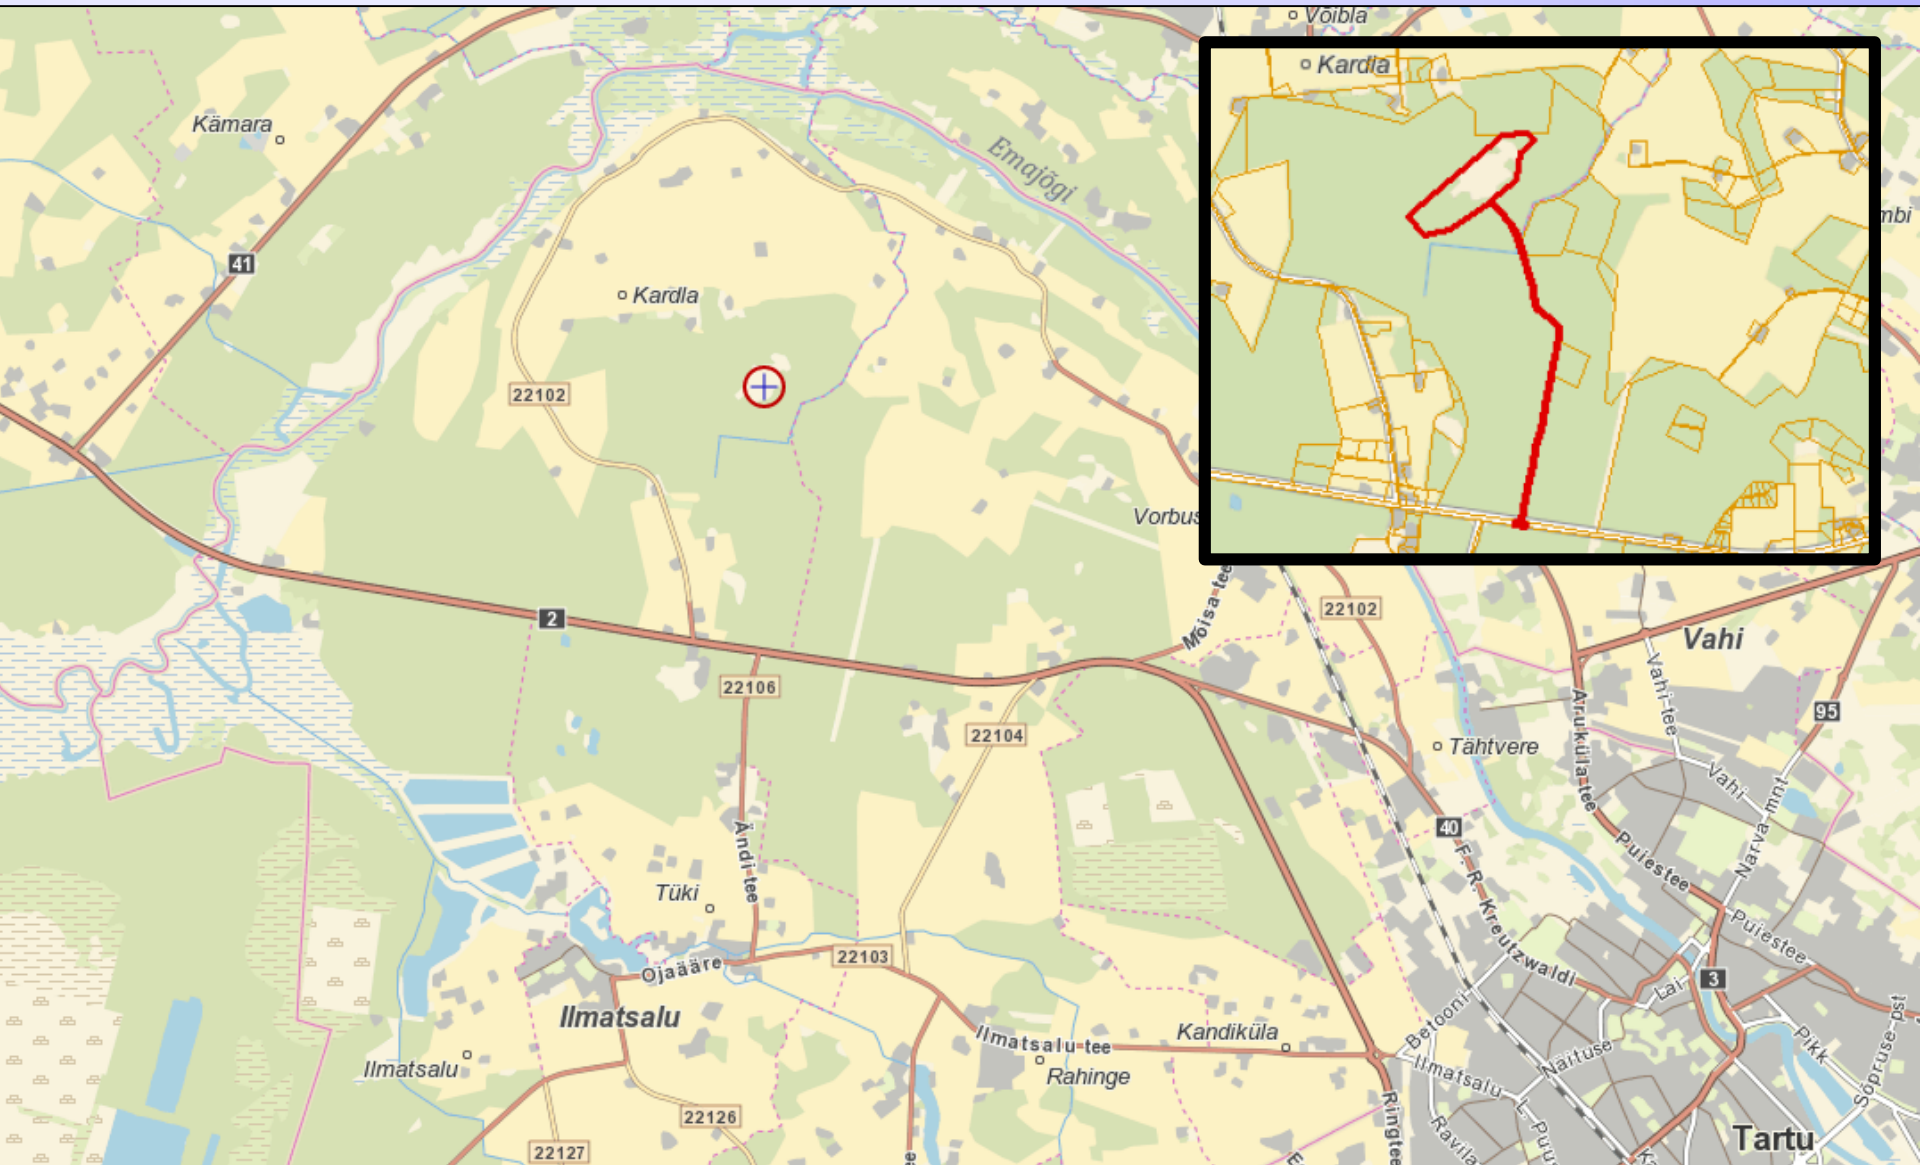 Võibla
Kardla
Kämara
Emajõgi
mbi
41
Kardla
22102
Vorbus
2
Mõisa tee
22102
Vahi
22106
Vahi tee
95
22104
Tähtvere
Aruküla tee
Vahi
Narva mnt
40
Puiestee
F. R. Kreutzwaldi
Ändi tee
Tüki
Puiestee
22103
Ojaääre
3
Lai
Ilmatsalu
Betooni
Sõpruse pst
Kandiküla
Ilmatsalu tee
Pikk
Näituse
Ilmatsalu
Rahinge
Ilmatsalu
22126
Ringtee
Ravila
L. Puu
Tartu
22127